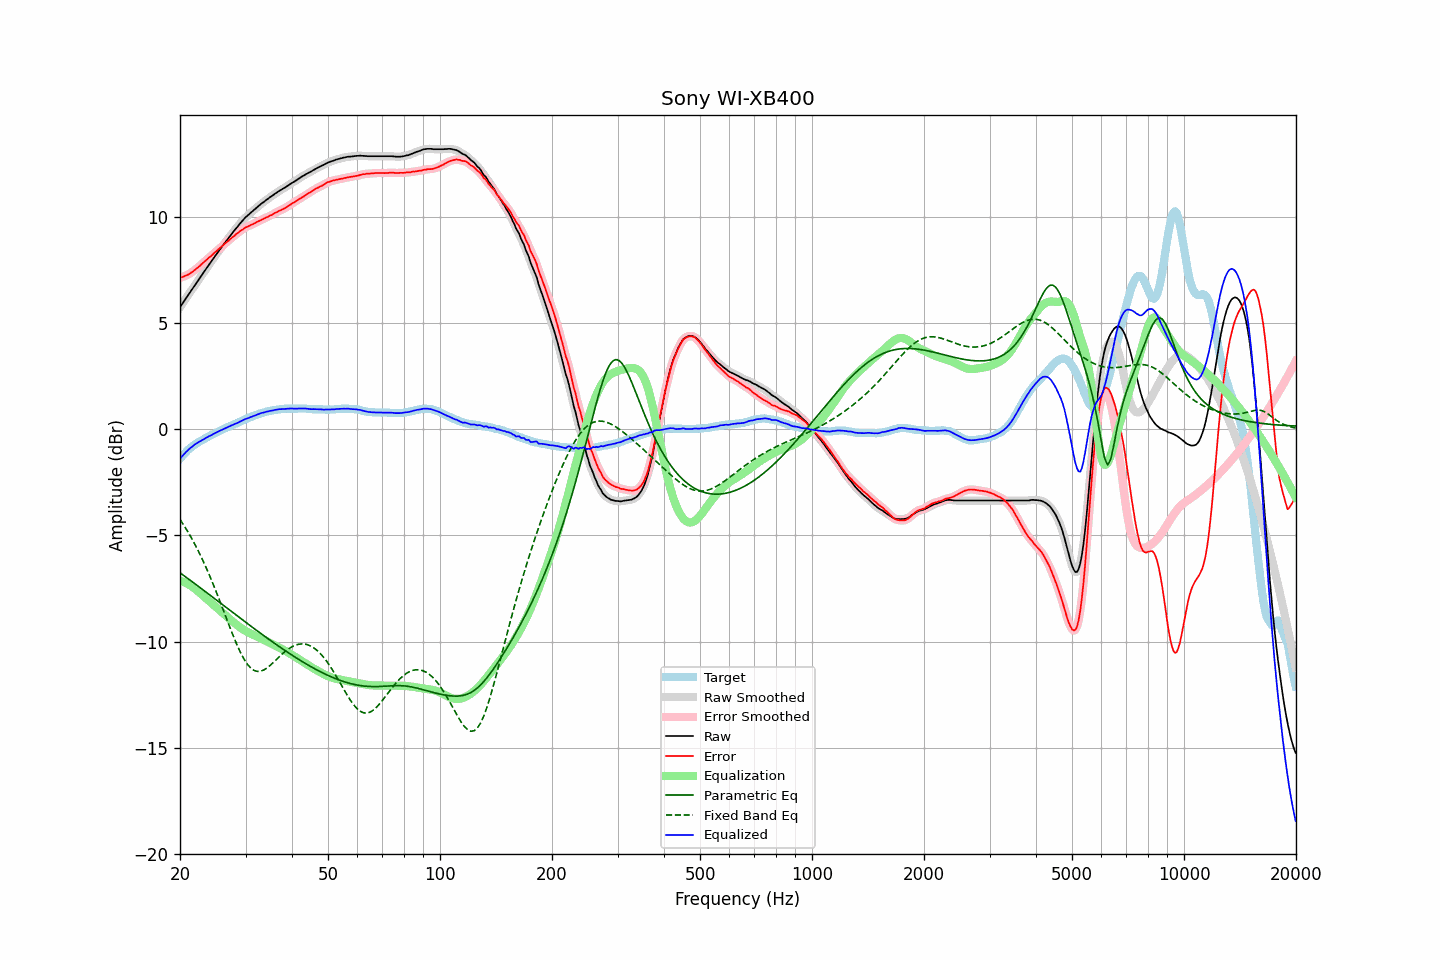 Sony WI-XB400
Amplitude (dBr)
10
5
0
−5
−10
−15
−20
20
50
100
200
500
1000
2000
5000
10000
20000
Frequency (Hz)
Target
Raw Smoothed
Error Smoothed
Raw
Error
Equalization
Parametric Eq
Fixed Band Eq
Equalized